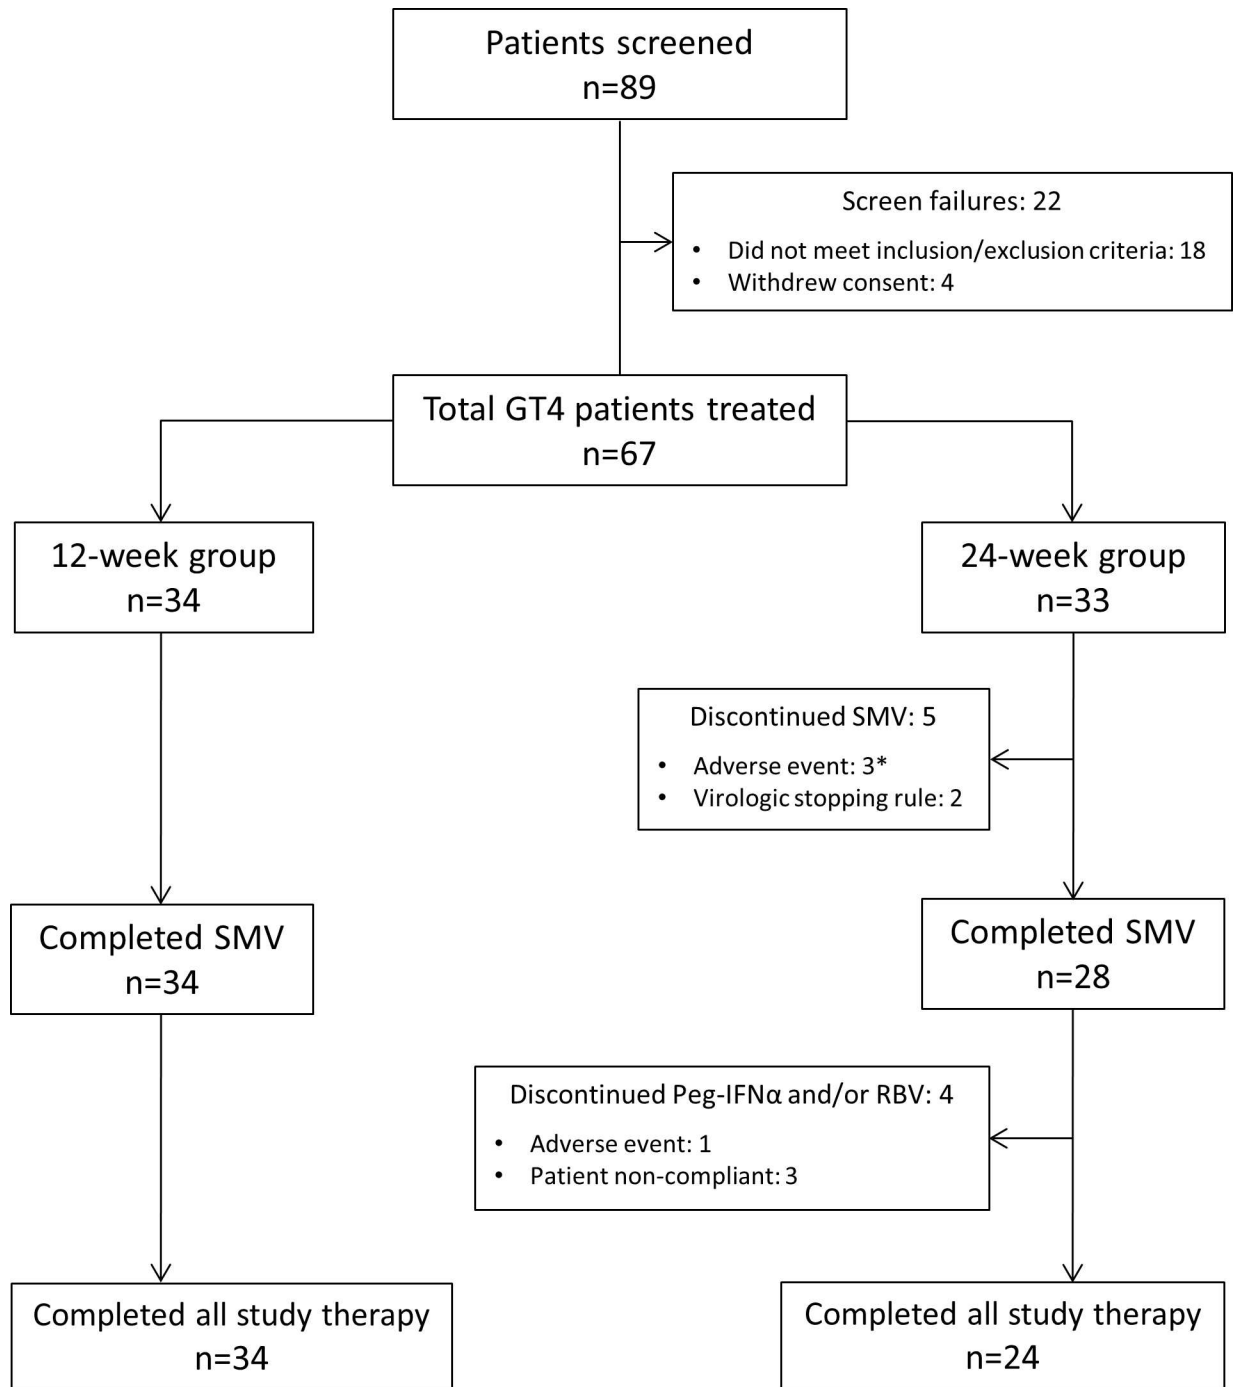 Patients screened
n=89
Screen failures: 22
• Did not meet inclusion/exclusion criteria: 18
• Withdrew consent: 4
Total GT4 patients treated
n=67
12-week group
n=34
24-week group
n=33
Discontinued SMV: 5
• Adverse event: 3*
• Virologic stopping rule: 2
Completed SMV
n=34
Completed SMV
n=28
Discontinued Peg-IFNα and/or RBV: 4
• Adverse event: 1
• Patient non-compliant: 3
Completed all study therapy
n=34
Completed all study therapy
n=24